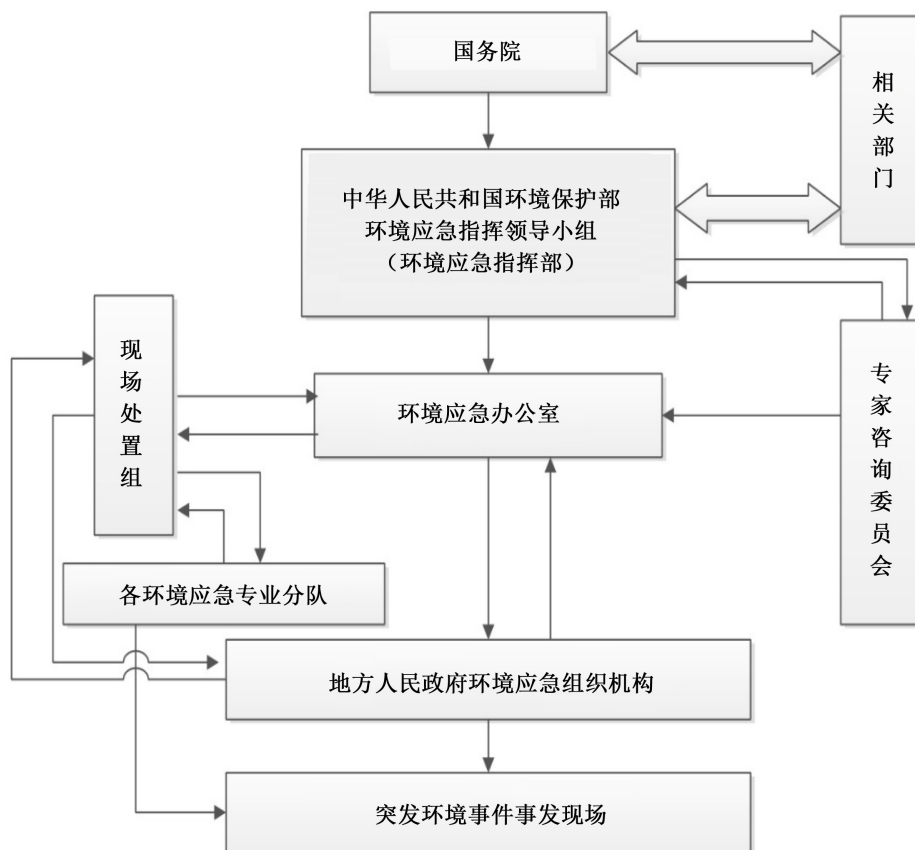 国务院
相关部门
中华人民共和国环境保护部
环境应急指挥领导小组
（环境应急指挥部）
现场处置组
环境应急办公室
专家咨询委员会
各环境应急专业分队
地方人民政府环境应急组织机构
突发环境事件事发现场